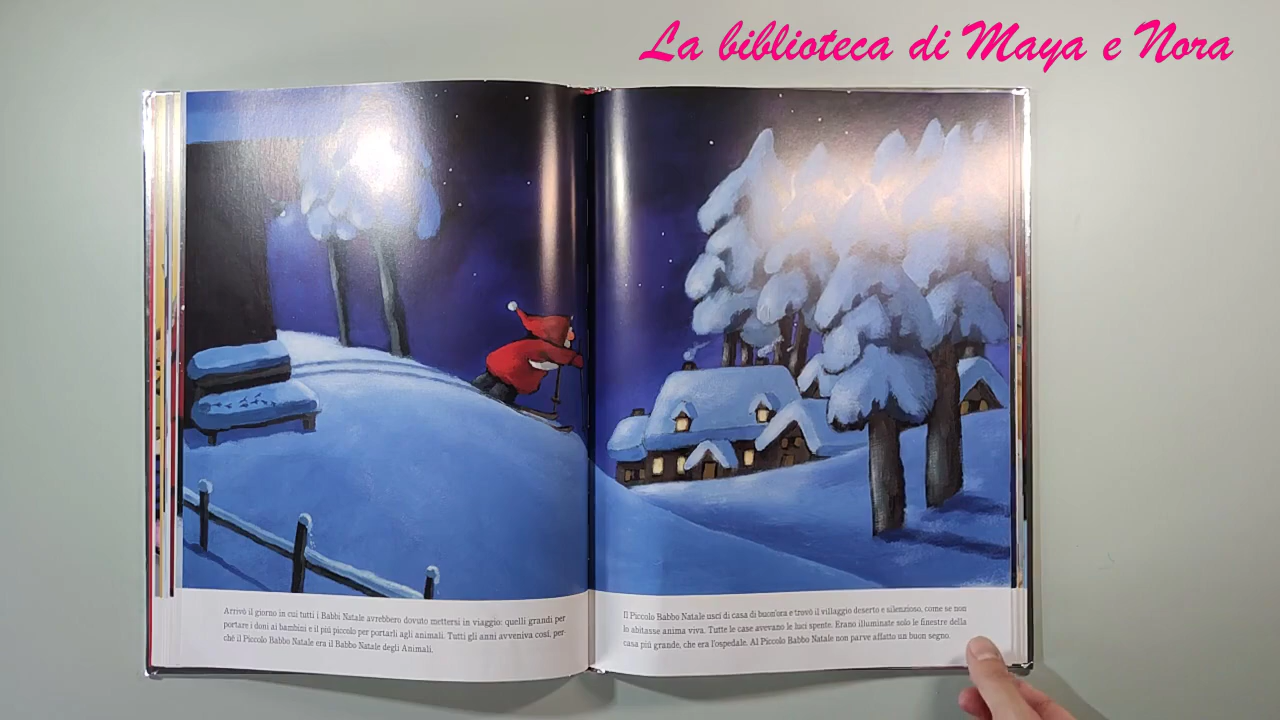 La biblioteca di Maya e Nora
Arrivò il giorno in cui tutti i Babbi Natale avrebbero dovuto mettersi in viaggio: quelli grandi per
portare i doni ai bambini e il più piccolo per portarli agli animali. Tutti gli anni avveniva così, per-
ché il Piccolo Babbo Natale era il Babbo Natale degli Animali.
Il Piccolo Babbo Natale uscì di casa di buon'ora e trovò il villaggio deserto e silenzioso, come se non
lo abitasse anima viva. Tutte le case avevano le luci spente. Erano illuminate solo le finestre della
casa più grande, che era l'ospedale. Al Piccolo Babbo Natale non parve affatto un buon segno.